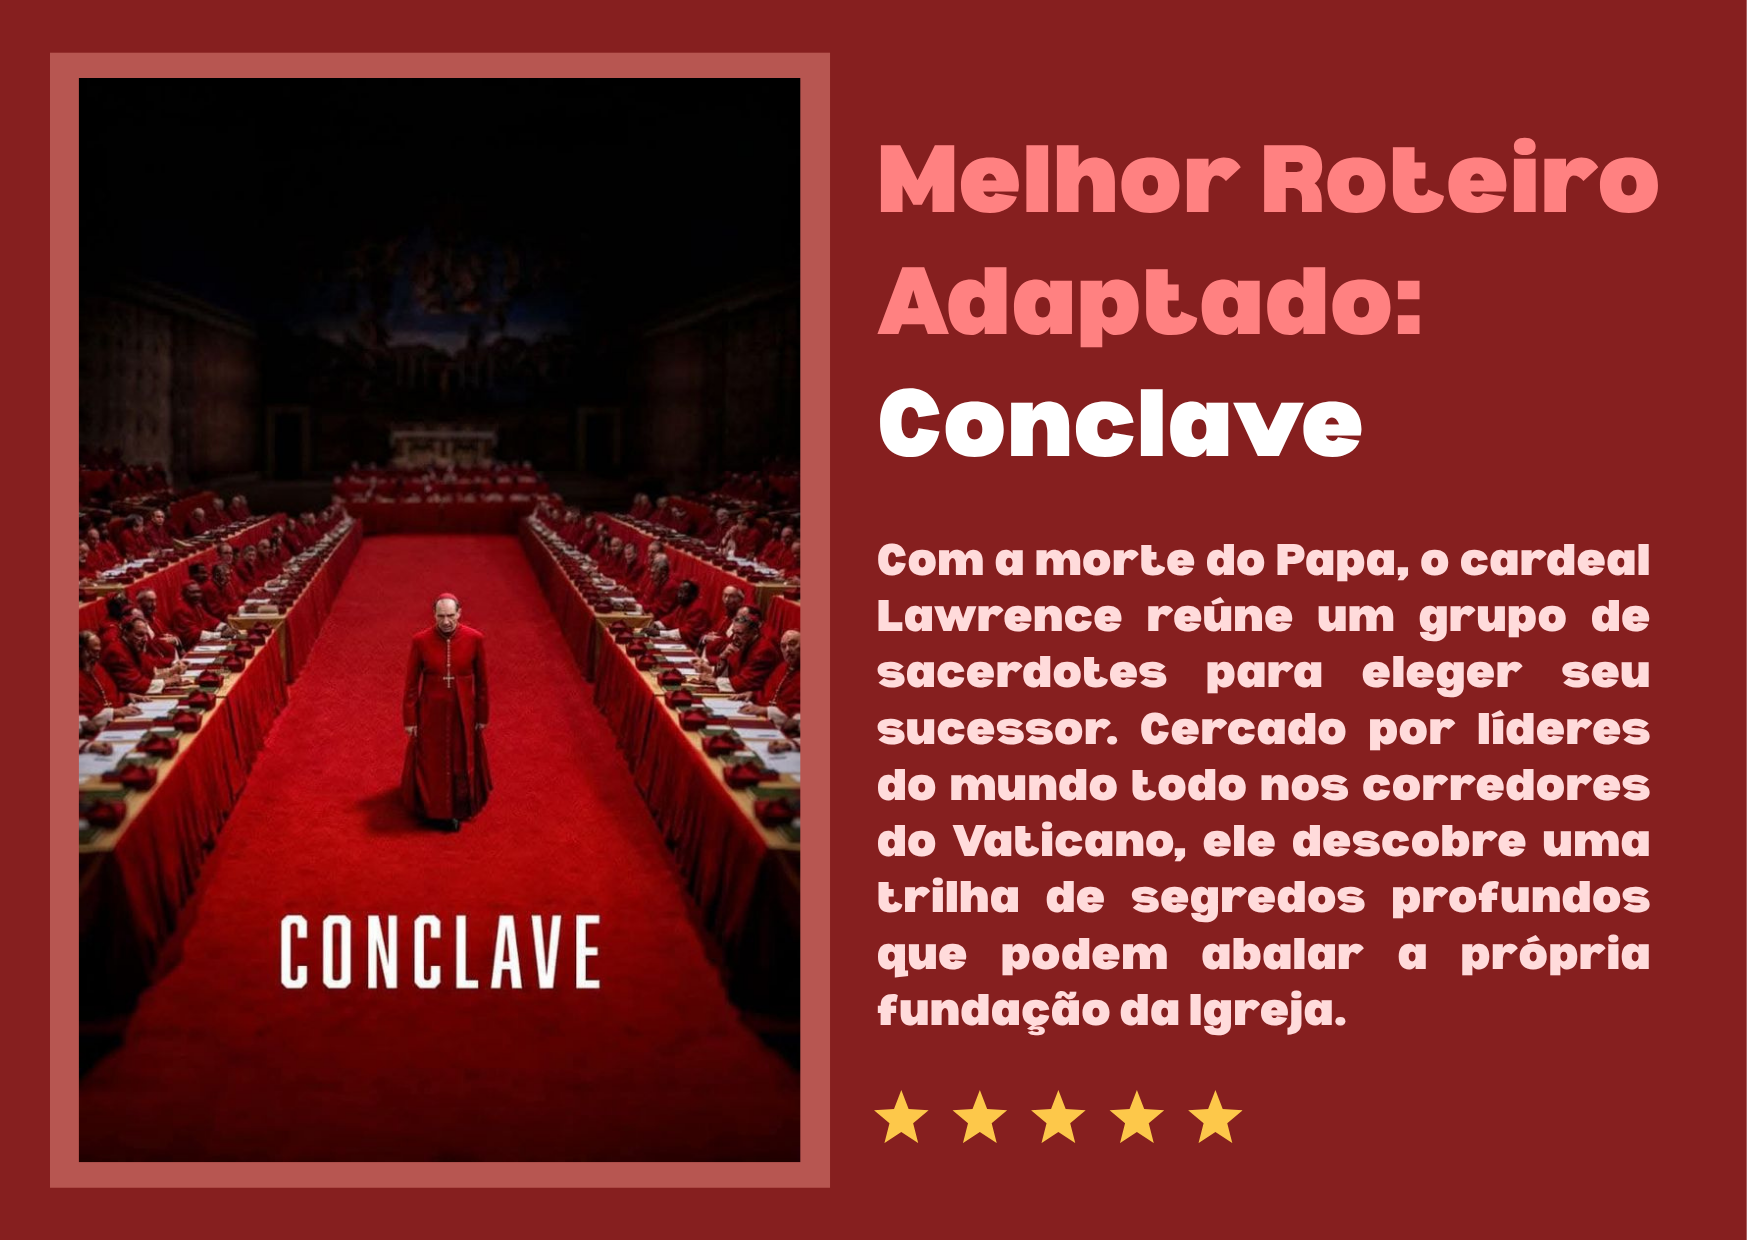 Melhor Roteiro
Adaptado:
Conclave
Com a morte do Papa, o cardeal
Lawrence reúne um grupo de
sacerdotes para eleger seu
sucessor. Cercado por líderes
do mundo todo nos corredores
do Vaticano, ele descobre uma
trilha de segredos profundos
que podem abalar a própria
fundação da Igreja.
CONCLAVE